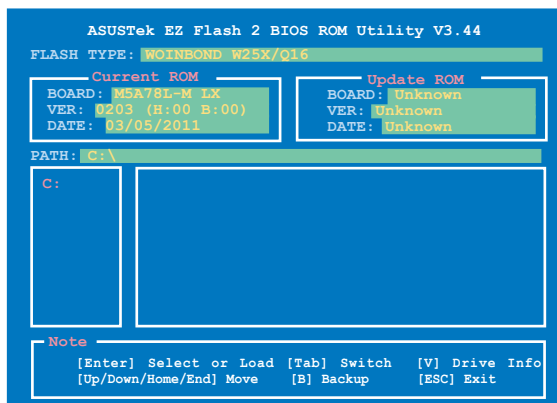 ASUSTek EZ Flash 2 BIOS ROM Utility V3.44
FLASH TYPE: WOINBOND W25X/Q16
Current ROM
BOARD: M5A78L-M LX
VER: 0203 (H:00 B:00)
DATE: 03/05/2011
Update ROM
BOARD: Unknown
VER: Unknown
DATE: Unknown
PATH: C:\
C:
Note
[Enter] Select or Load [Tab] Switch [V] Drive Info
[Up/Down/Home/End] Move [B] Backup [ESC] Exit